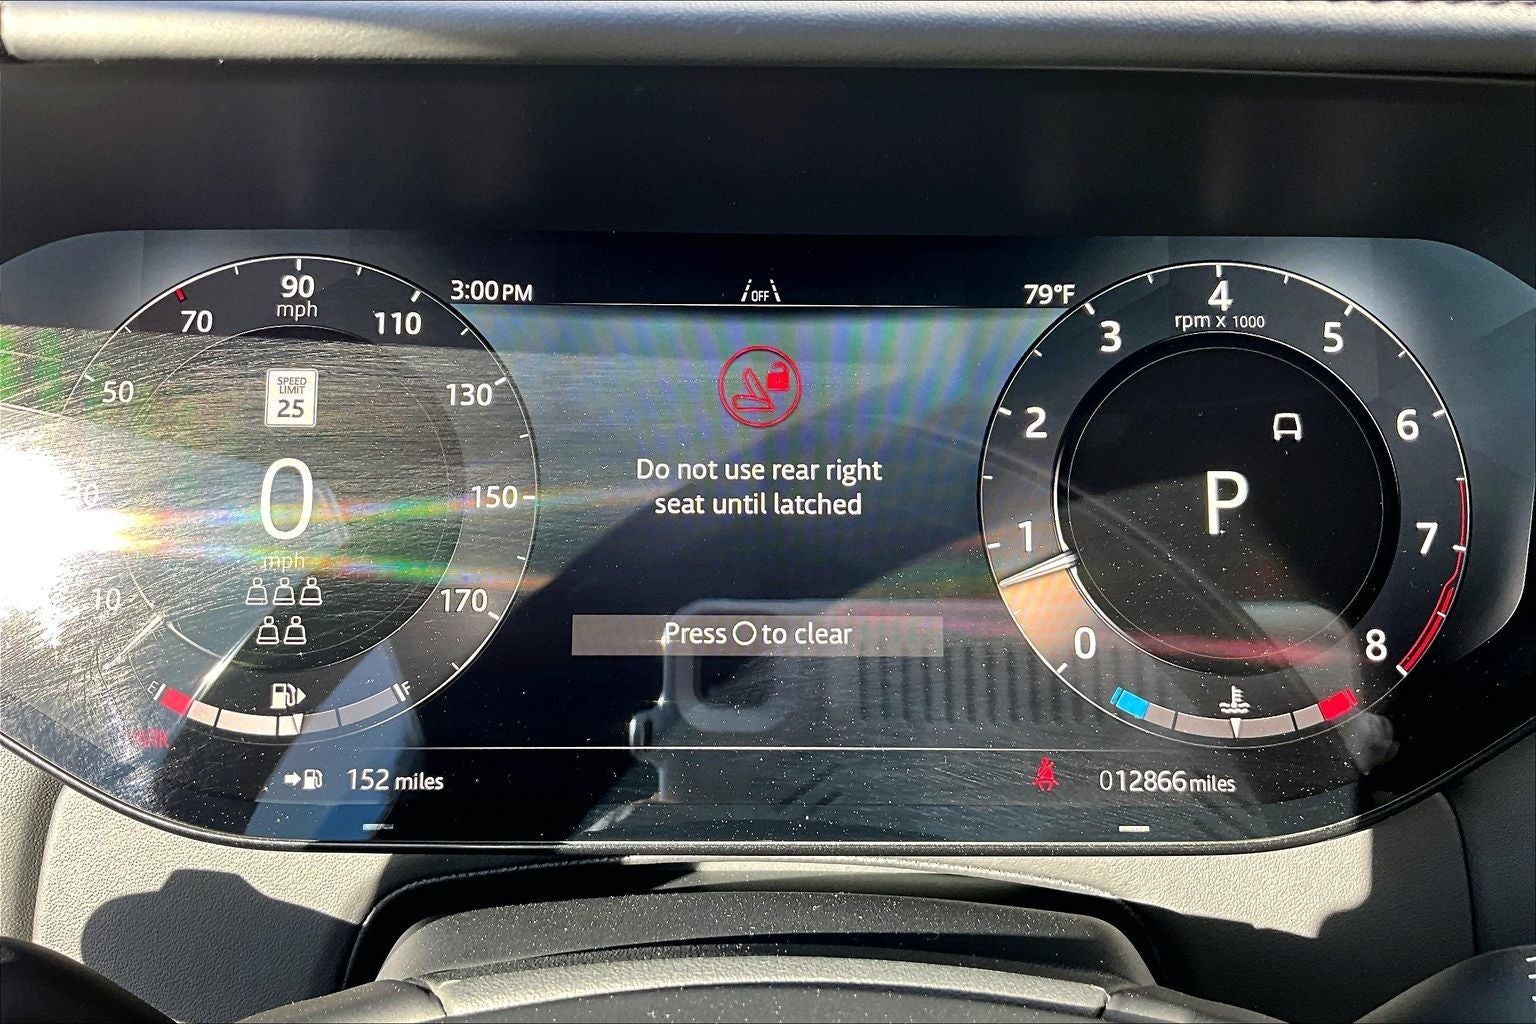 3:00 PM
OFF
79°F
90
mph
70
110
50
130
SPEED
LIMIT
25
0
mph
150
10
170
E
F
152 miles
Do not use rear right
seat until latched
Press O to clear
4
rpm x 1000
3
5
2
6
P
1
7
0
8
012866 miles